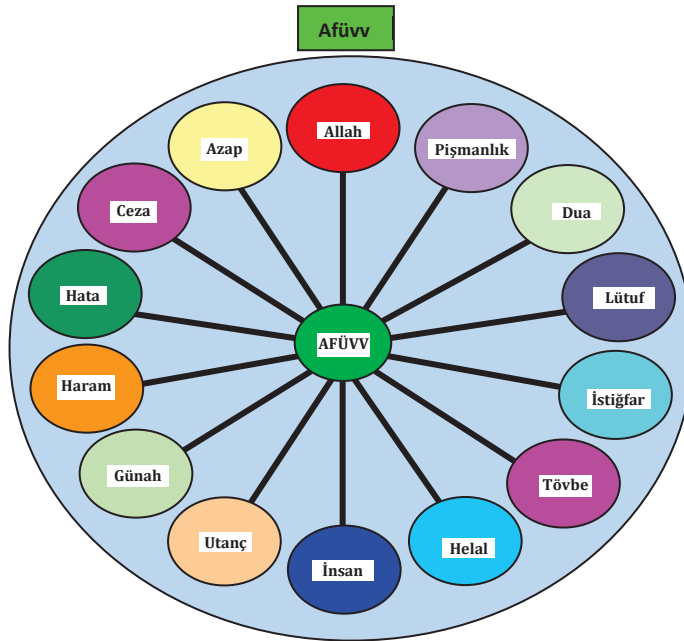 Afüvv
Allah
Pişmanlık
Dua
Lütuf
İstiğfar
Tövbe
Helal
İnsan
Utanç
Günah
Haram
Hata
Ceza
Azap
AFÜVV